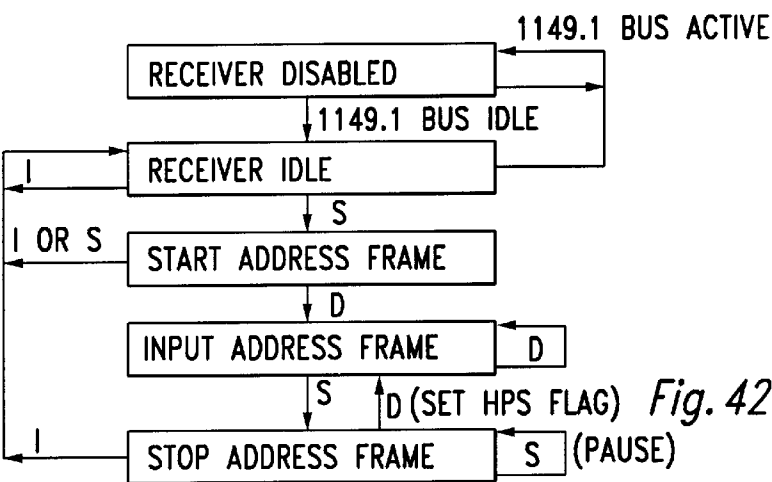 1149.1 BUS ACTIVE
RECEIVER DISABLED
1149.1 BUS IDLE
I
RECEIVER IDLE
S
I OR S
START ADDRESS FRAME
D
INPUT ADDRESS FRAME
D
S
D (SET HPS FLAG)
Fig. 42
I
STOP ADDRESS FRAME
S
(PAUSE)